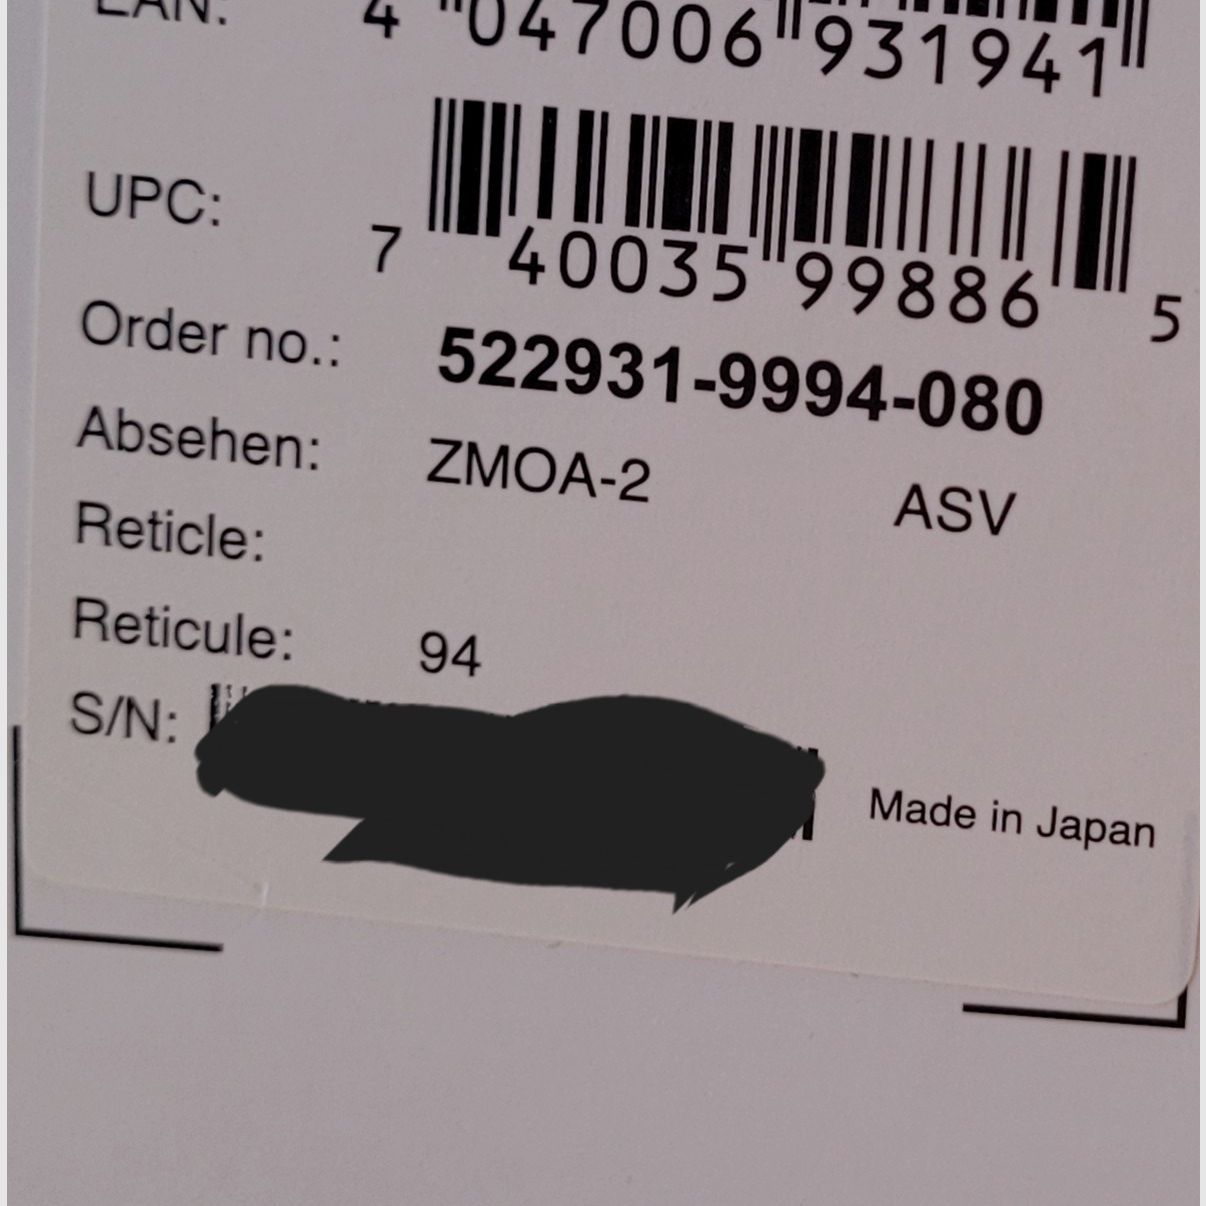 EAN: 4 047006 931941
UPC: 7 40035 99886 5
Order no.: 522931-9994-080
Absehen: ZMOA-2 ASV
Reticle:
Reticule: 94
S/N:
Made in Japan